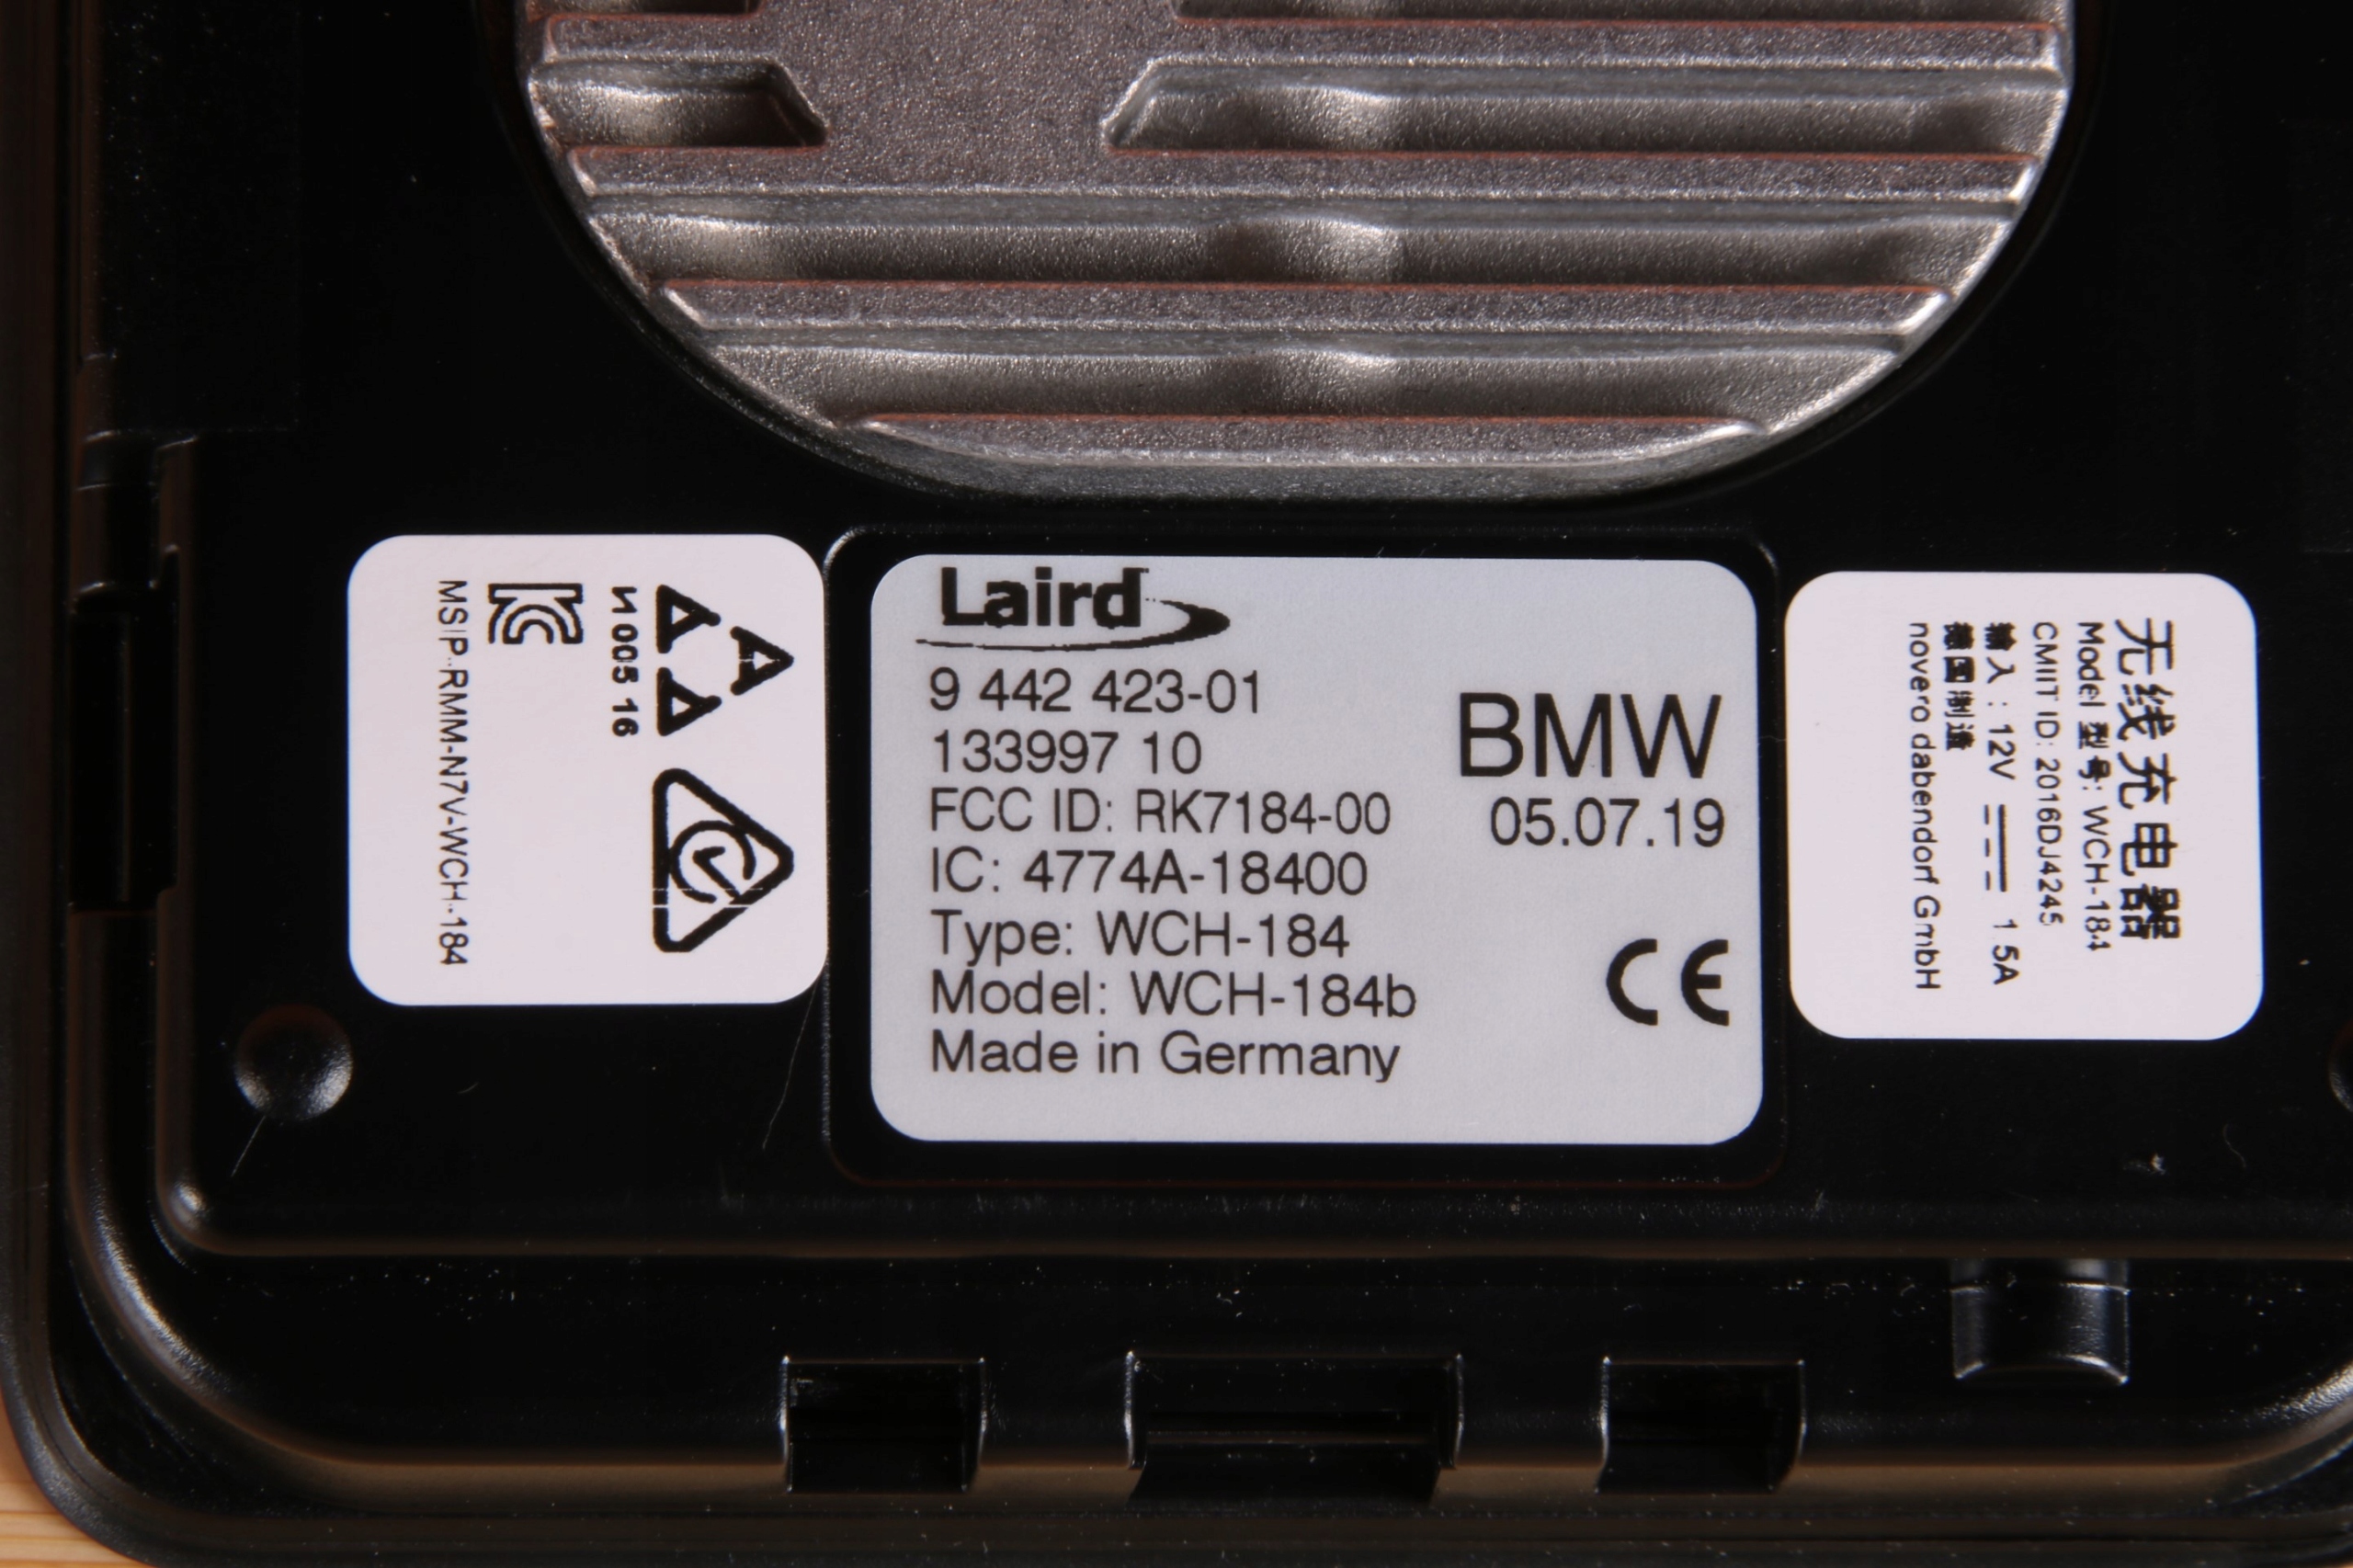 MSIP-RMM-N7V-WCH-184
И 005 16
A
A
A
Laird
9 442 423-01
133997 10
FCC ID: RK7184-00
IC: 4774A-18400
Type: WCH-184
Model: WCH-184b
Made in Germany
BMW
05.07.19
CE
无线充电器
Model 型号: WCH-184
CMIIT ID: 2016DJ4245
输入: 12V 1.5A
德国制造
novero dabendorf GmbH